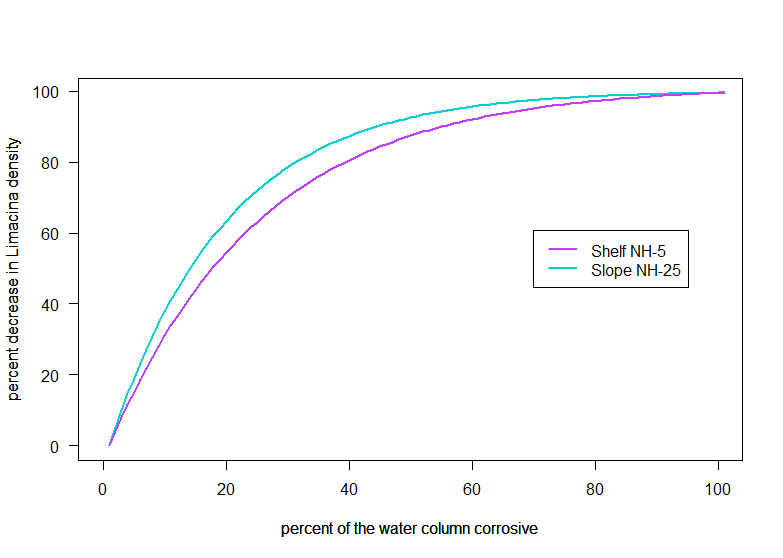 percent decrease in Limacina density
100
80
60
40
20
0
Shelf NH-5
Slope NH-25
0 20 40 60 80 100
percent of the water column corrosive